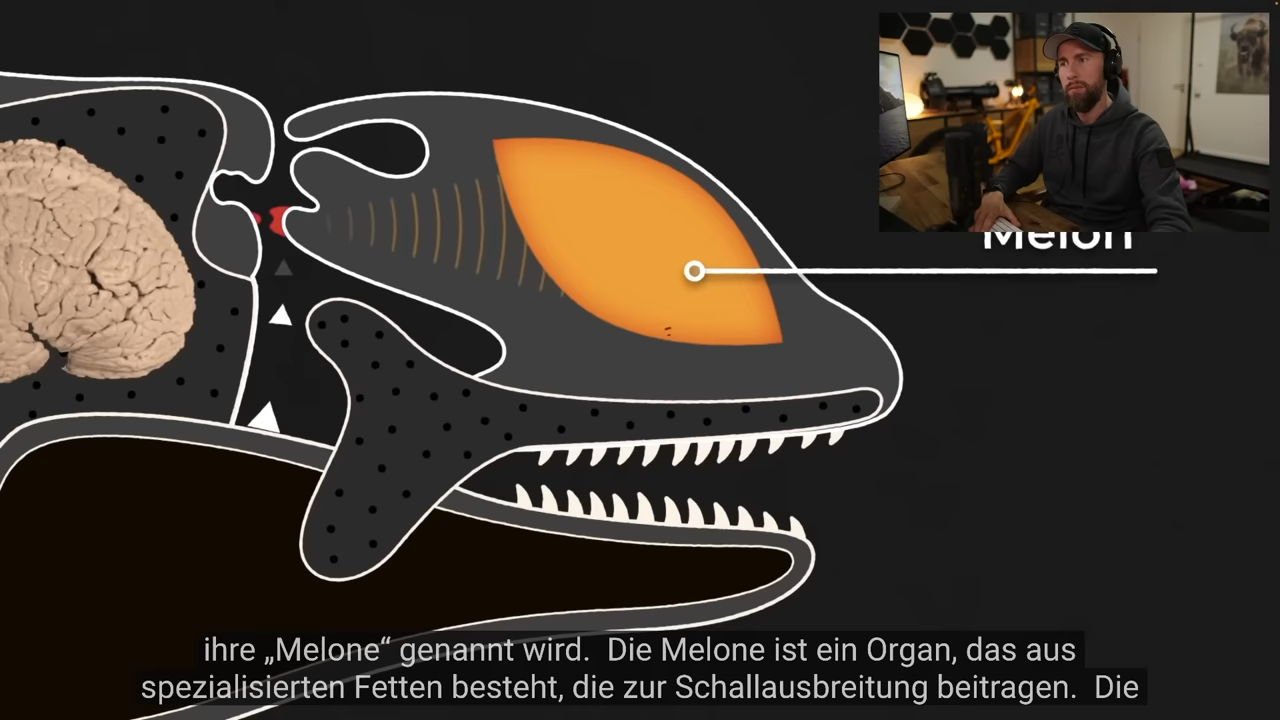 Melon
ihre „Melone“ genannt wird.  Die Melone ist ein Organ, das aus
spezialisierten Fetten besteht, die zur Schallausbreitung beitragen.  Die